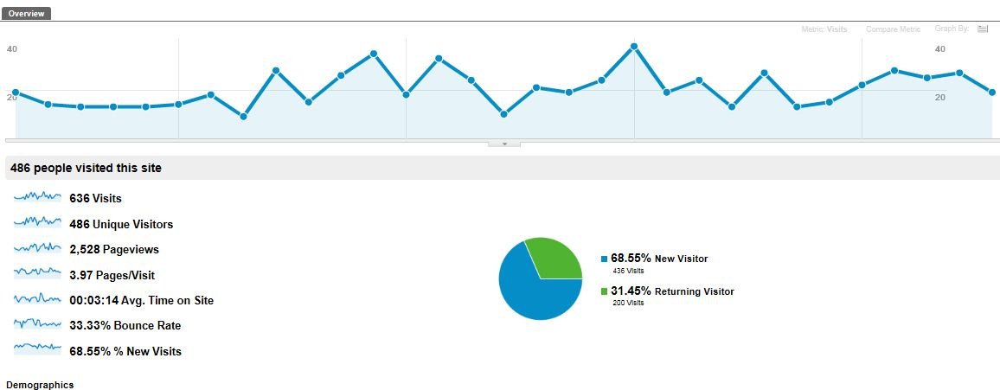 Overview
Metric: Visits Compare Metric Graph By:
40 40
20 20
486 people visited this site
636 Visits
486 Unique Visitors
2,528 Pageviews
3.97 Pages/Visit
00:03:14 Avg. Time on Site
33.33% Bounce Rate
68.55% % New Visits
68.55% New Visitor
436 Visits
31.45% Returning Visitor
200 Visits
Demographics